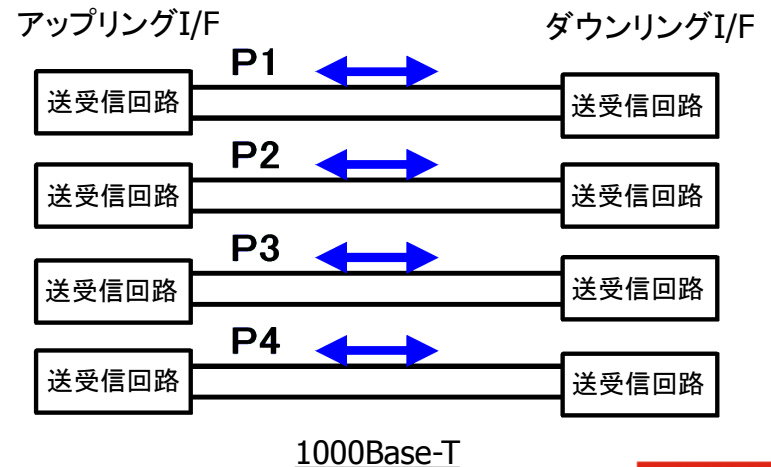 アップリングI/F
ダウンリングI/F
P1
送受信回路
送受信回路
P2
送受信回路
送受信回路
P3
送受信回路
送受信回路
P4
送受信回路
送受信回路
1000Base-T